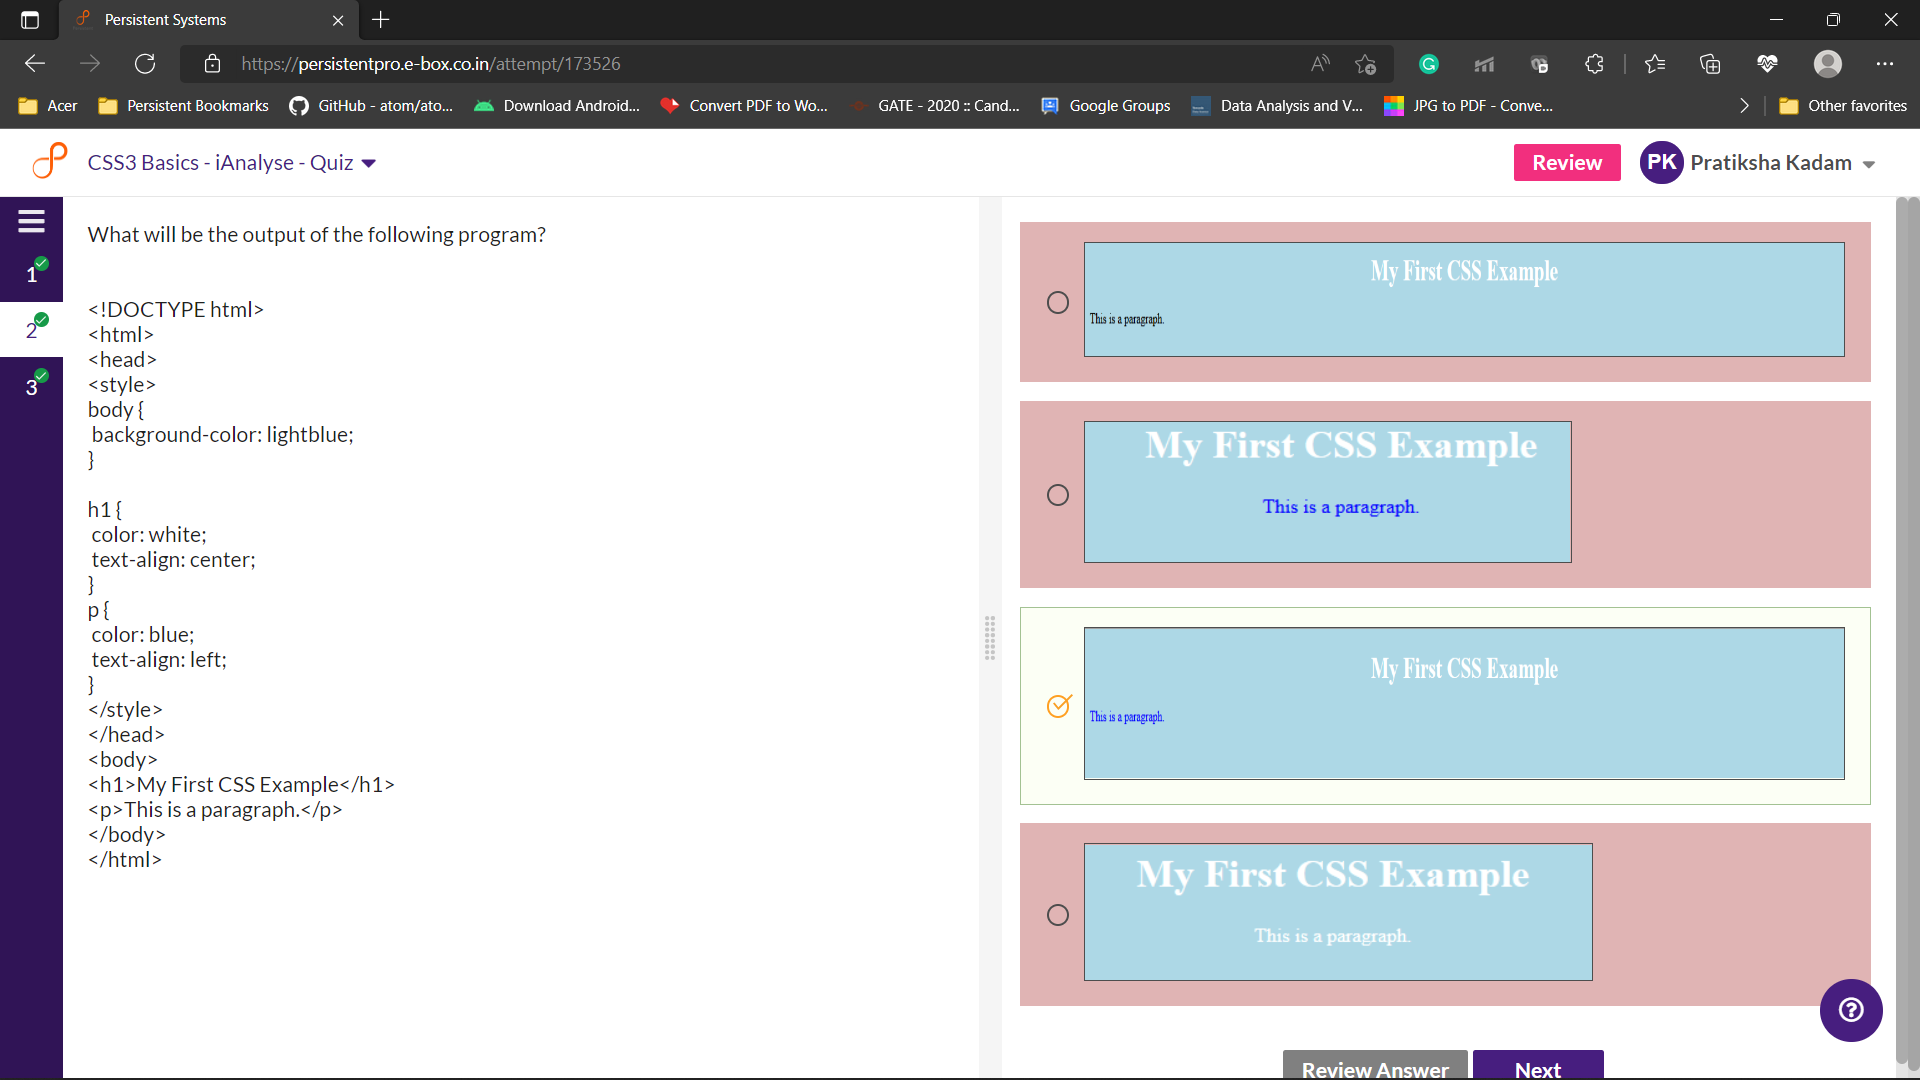 Persistent Systems
https://persistentpro.e-box.co.in/attempt/173526
Acer
Persistent Bookmarks
GitHub - atom/ato...
Download Android...
Convert PDF to Wo...
GATE - 2020 :: Cand...
Google Groups
Data Analysis and V...
JPG to PDF - Conve...
Other favorites
CSS3 Basics - iAnalyse - Quiz
Review
PK
Pratiksha Kadam
1
2
3
What will be the output of the following program?
<!DOCTYPE html>
<html>
<head>
<style>
body {
background-color: lightblue;
}
h1 {
color: white;
text-align: center;
}
p {
color: blue;
text-align: left;
}
</style>
</head>
<body>
<h1>My First CSS Example</h1>
<p>This is a paragraph.</p>
</body>
</html>
My First CSS Example
This is a paragraph.
My First CSS Example
This is a paragraph.
My First CSS Example
This is a paragraph.
My First CSS Example
This is a paragraph.
Review Answer
Next